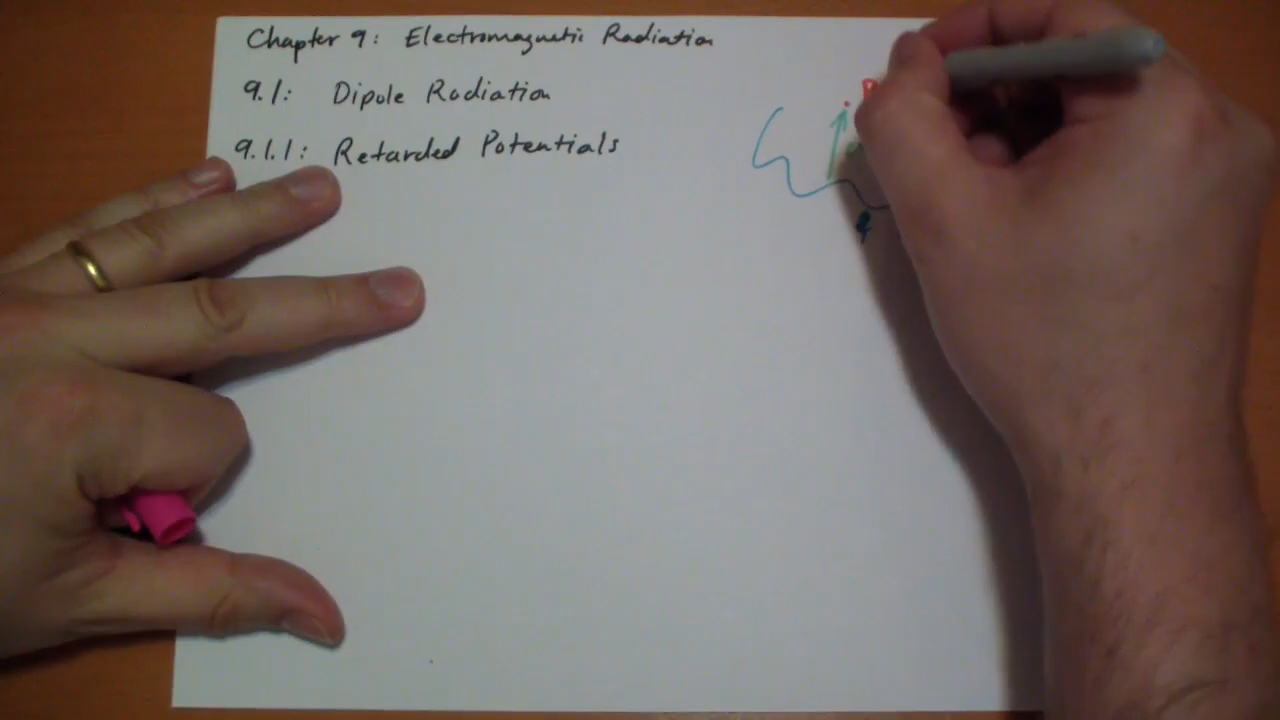 Chapter 9: Electromagnetic Radiation
9.1: Dipole Radiation
9.1.1: Retarded Potentials